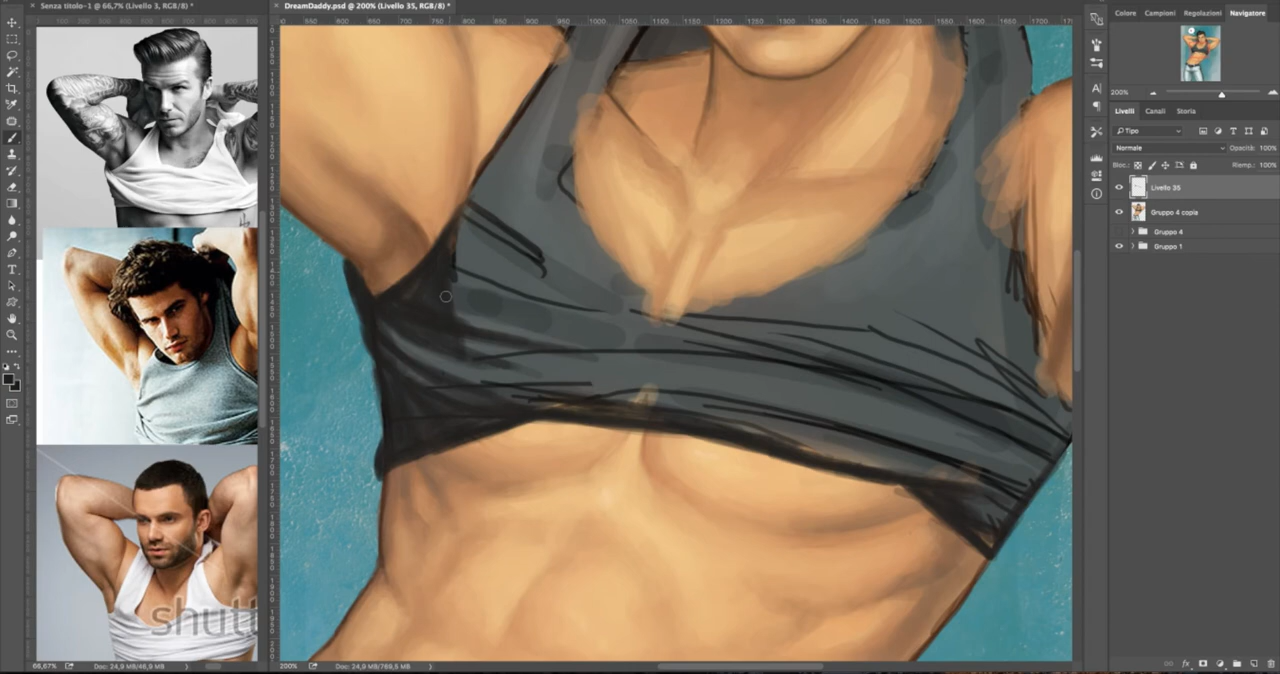 Senza titolo-1 @ 66,7% (Livello 3, RGB/8) *
DreamDaddy.psd @ 200% (Livello 35, RGB/8) *
Colore Campioni Regolazioni Navigatore
200%
Livelli Canali Storia
Tipo
Normale Opacità: 100%
Bloc.: Riemp.: 100%
Livello 35
Gruppo 4 copia
Gruppo 4
Gruppo 1
shutt
66,67% Doc: 24,9 MB/46,9 MB
200% Doc: 24,9 MB/769,5 MB